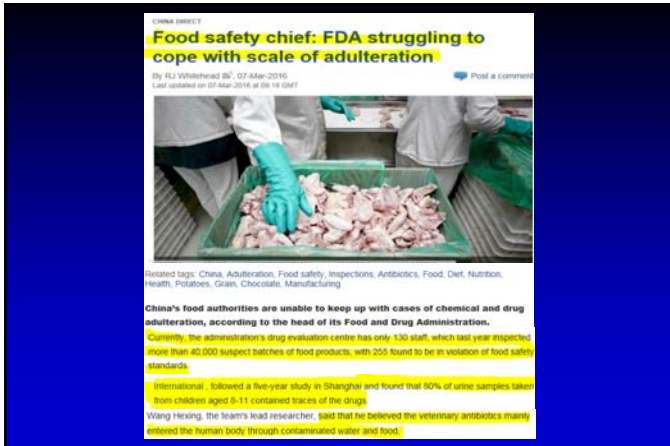 CHINA DIRECT
Food safety chief: FDA struggling to
cope with scale of adulteration
By RJ Whitehead, 07-Mar-2016
Post a comment
Last updated on 07-Mar-2016 at 09:18 GMT
Related tags: China, Adulteration, Food safety, Inspections, Antibiotics, Food, Diet, Nutrition,
Health, Potatoes, Grain, Chocolate, Manufacturing
China's food authorities are unable to keep up with cases of chemical and drug
adulteration, according to the head of its Food and Drug Administration.
Currently, the administration's drug evaluation centre has only 130 staff, which last year inspected
more than 40,000 suspect batches of food products, with 255 found to be in violation of food safety
standards
International , followed a five-year study in Shanghai and found that 60% of urine samples taken
from children aged 8-11 contained traces of the drugs
Wang Hexing, the team's lead researcher, said that he believed the veterinary antibiotics mainly
entered the human body through contaminated water and food.